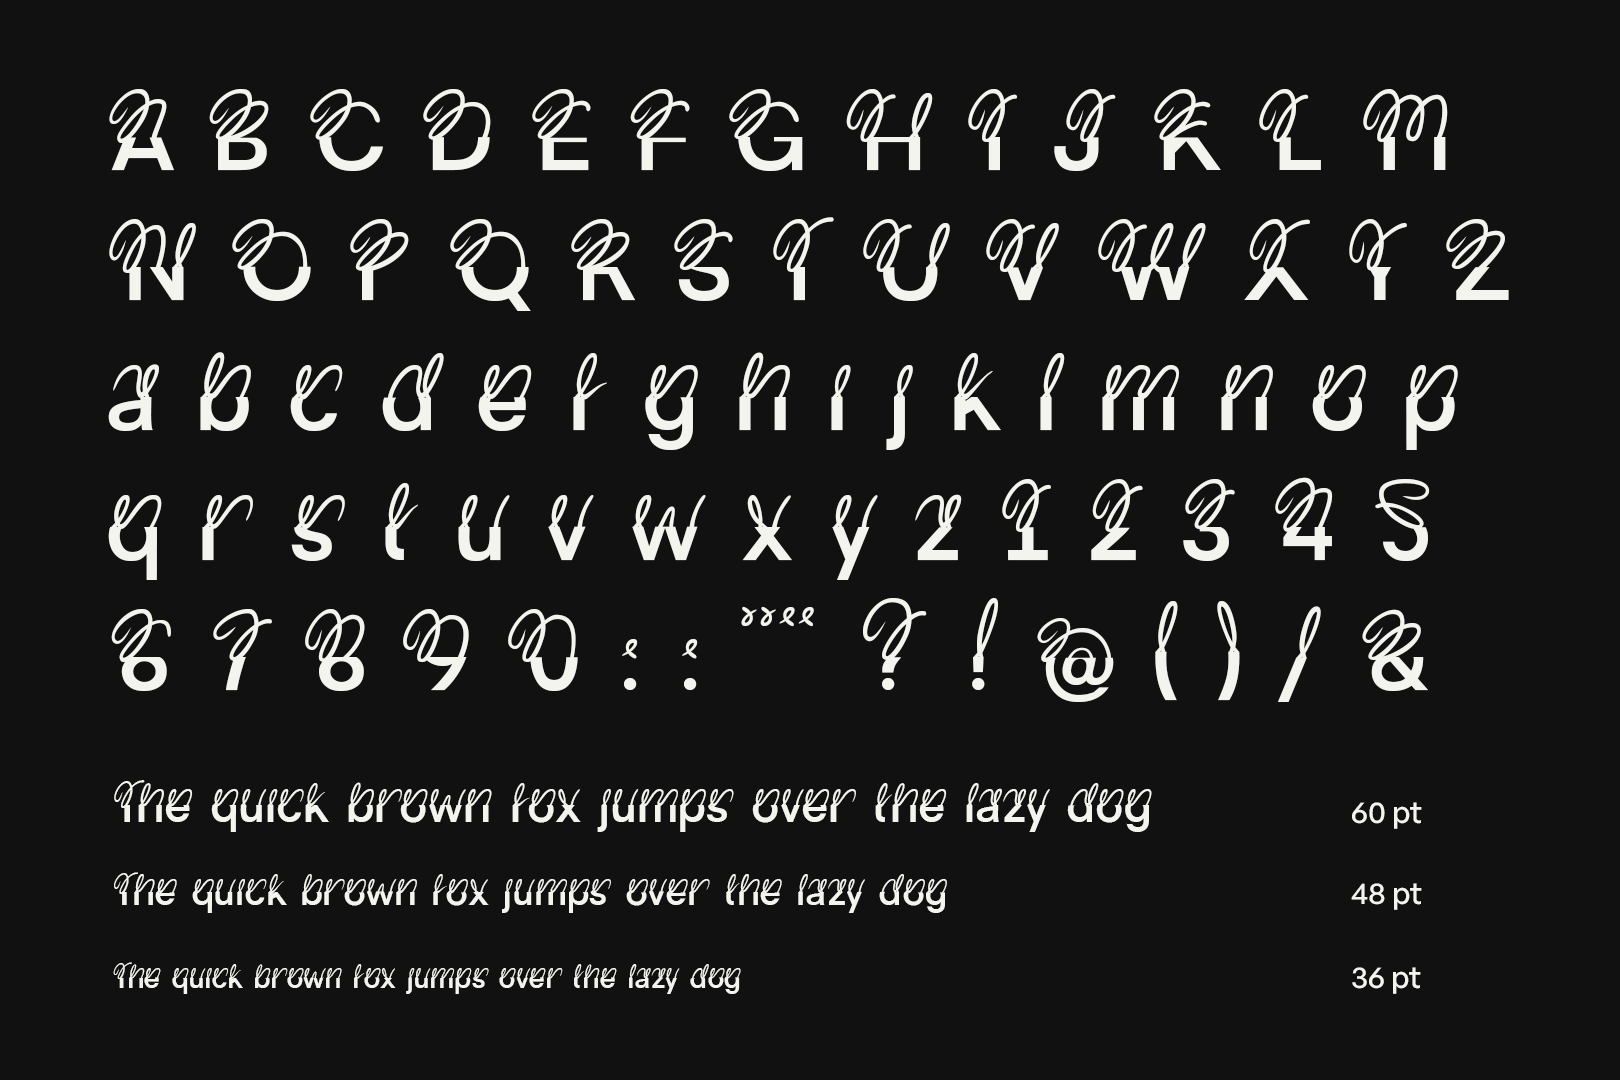 A B C D E F G H I J K L M
N O P Q R S T U V W X Y Z
a b c d e f g h i j k l m n o p
q r s t u v w x y z 1 2 3 4 5
6 7 8 9 0 : : ? ! @ ( ) / &
The quick brown fox jumps over the lazy dog 60 pt
The quick brown fox jumps over the lazy dog 48 pt
The quick brown fox jumps over the lazy dog 36 pt